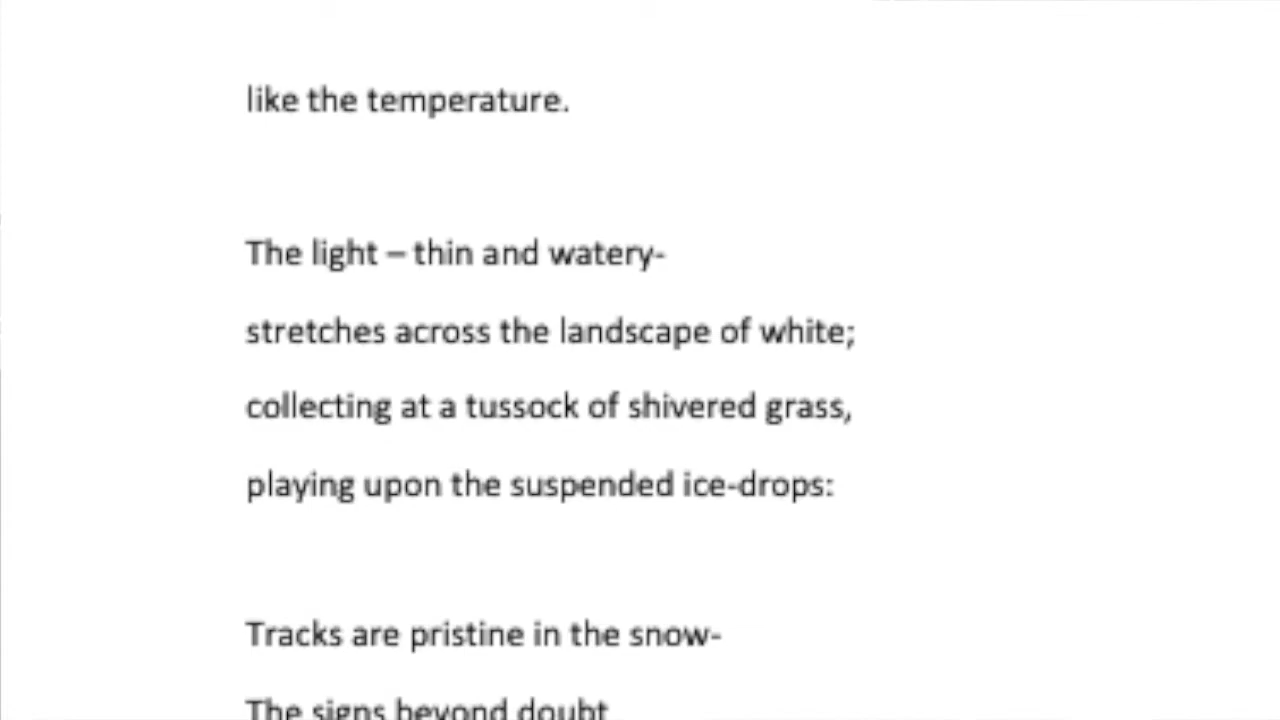 like the temperature.
The light – thin and watery-
stretches across the landscape of white;
collecting at a tussock of shivered grass,
playing upon the suspended ice-drops:
Tracks are pristine in the snow-
The signs beyond doubt